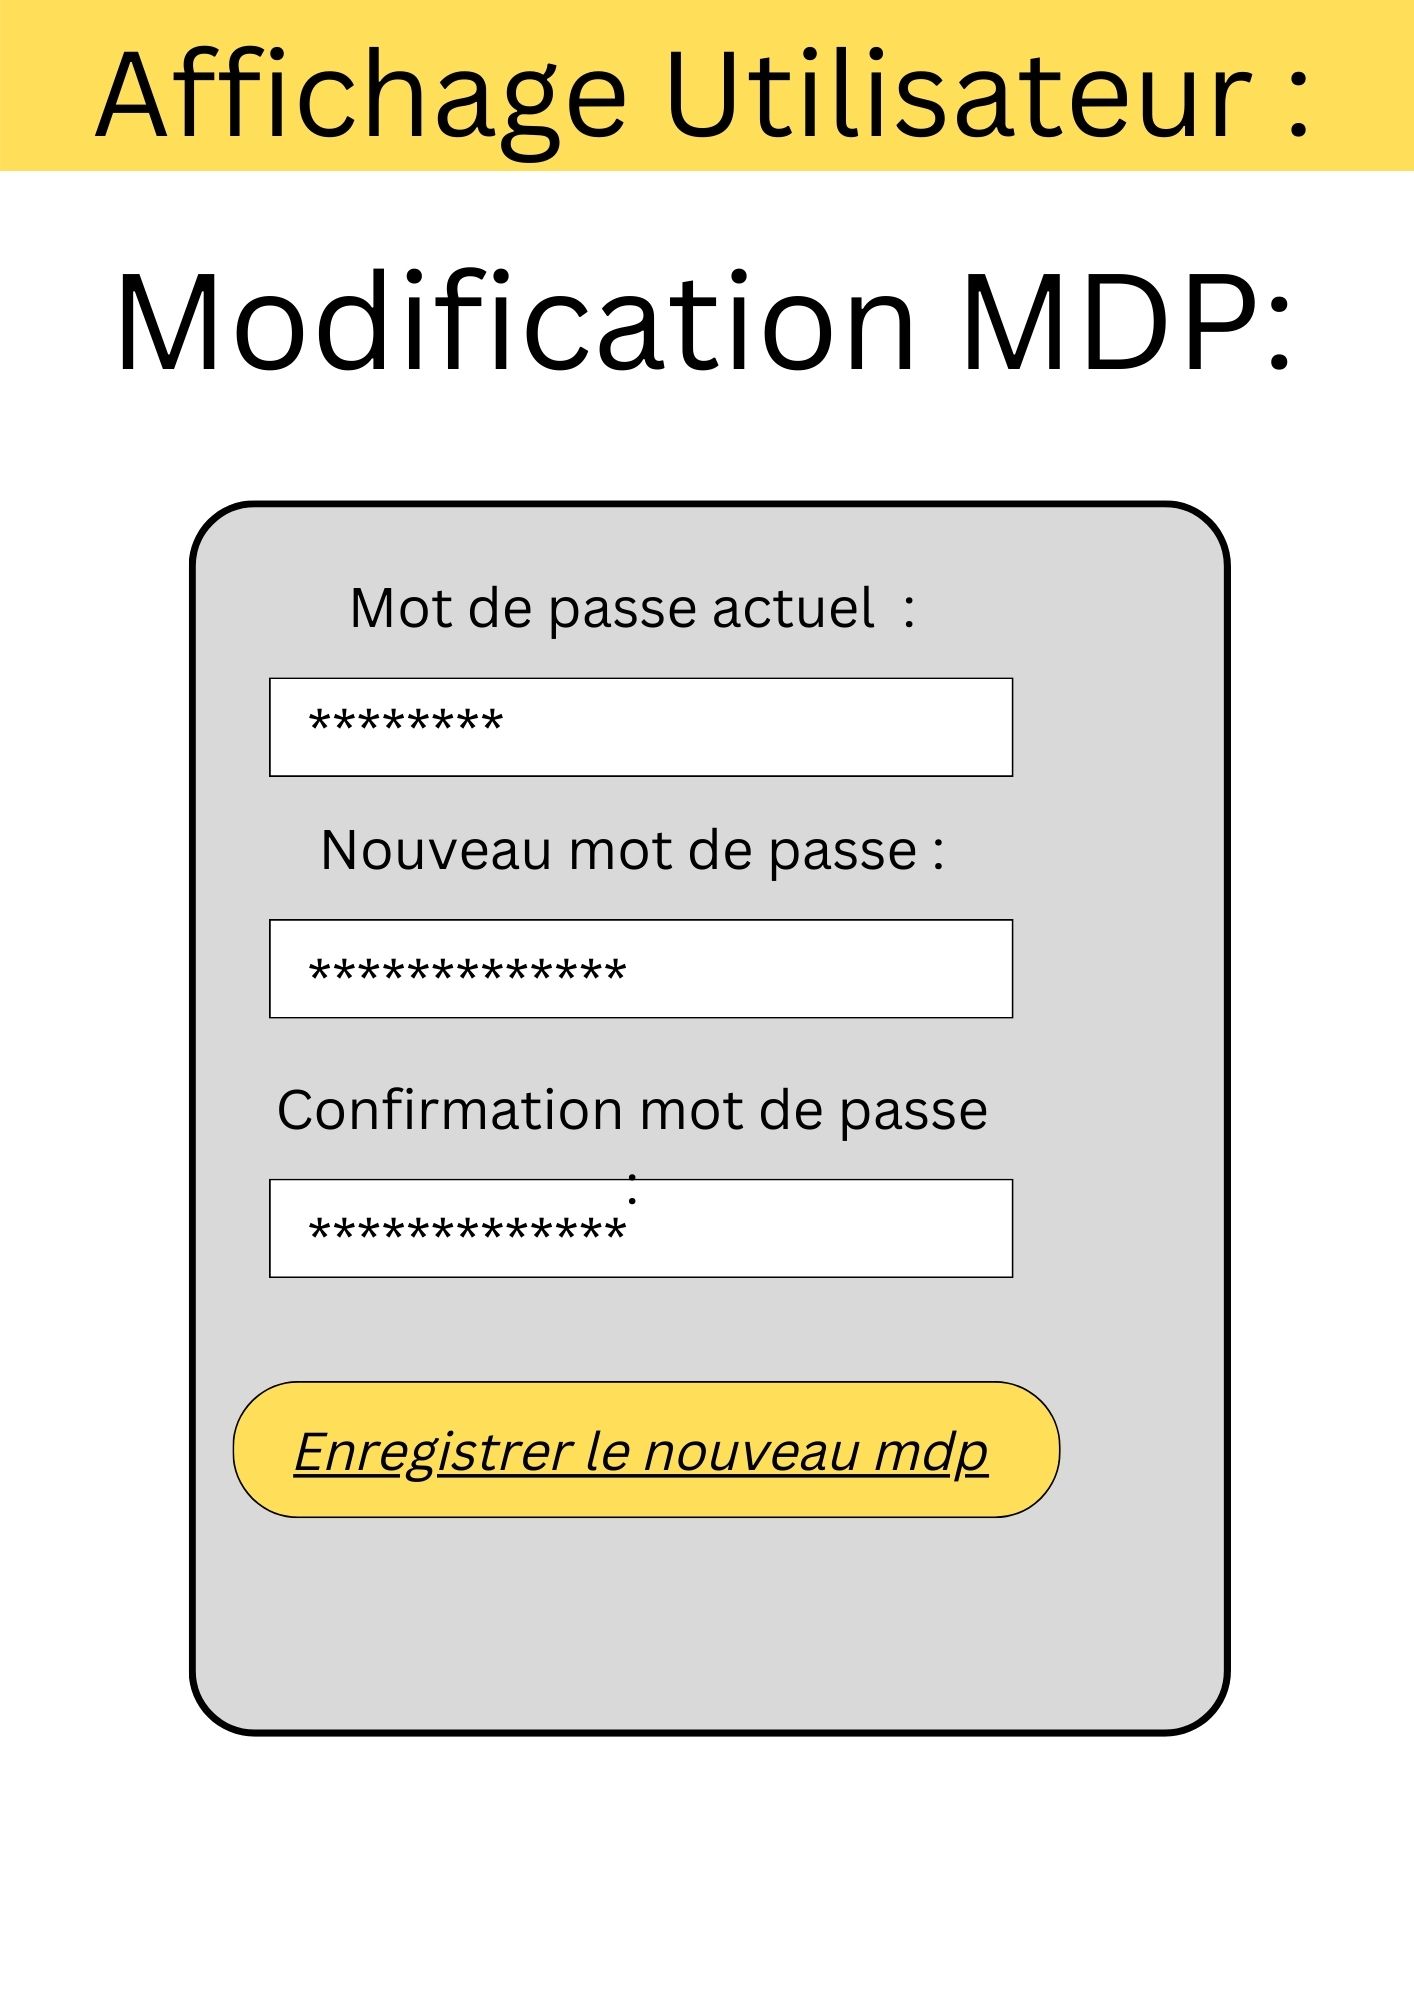 Affichage Utilisateur :
Modification MDP:
Mot de passe actuel  :
********
Nouveau mot de passe :
*************
Confirmation mot de passe
:
*************
Enregistrer le nouveau mdp